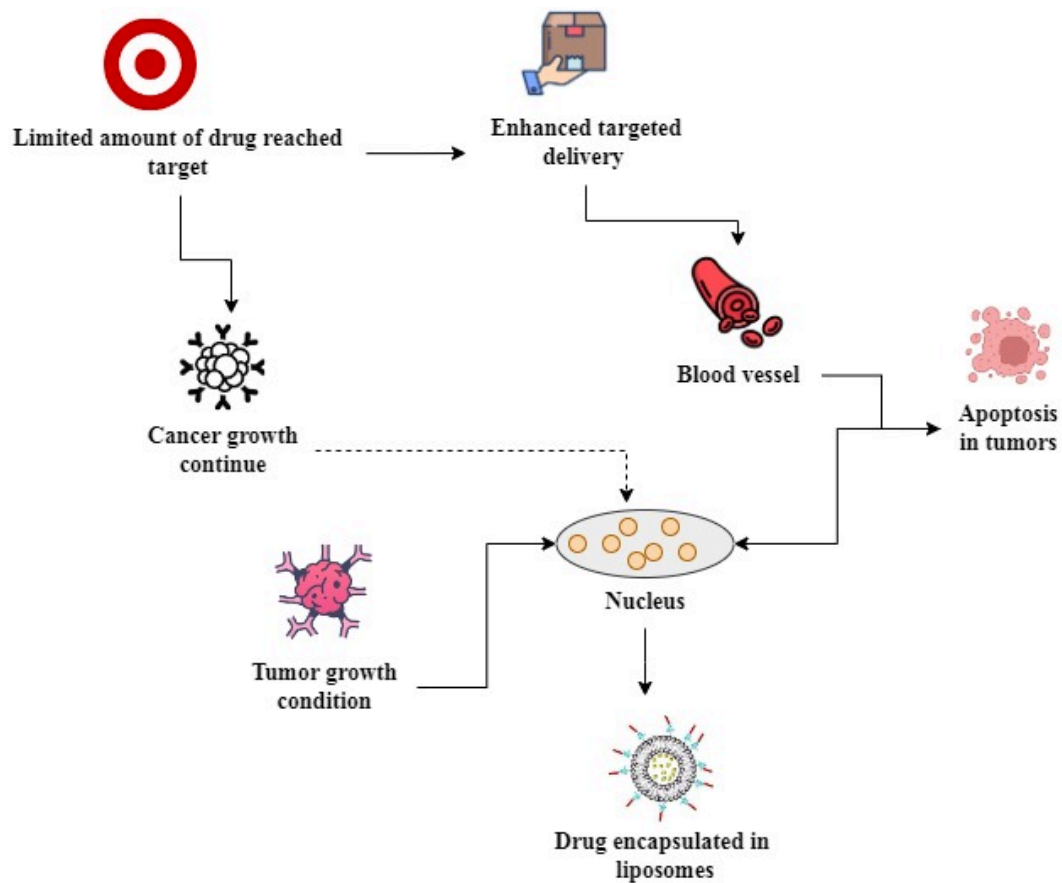 Limited amount of drug reached
target
Enhanced targeted
delivery
Blood vessel
Apoptosis
in tumors
Cancer growth
continue
Nucleus
Tumor growth
condition
Drug encapsulated in
liposomes